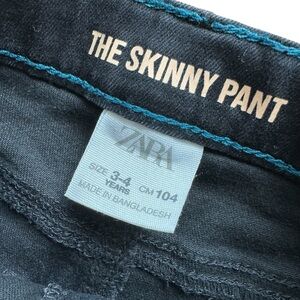 THE SKINNY PANT
ZARA
SIZE 3-4 YEARS CM 104
MADE IN BANGLADESH